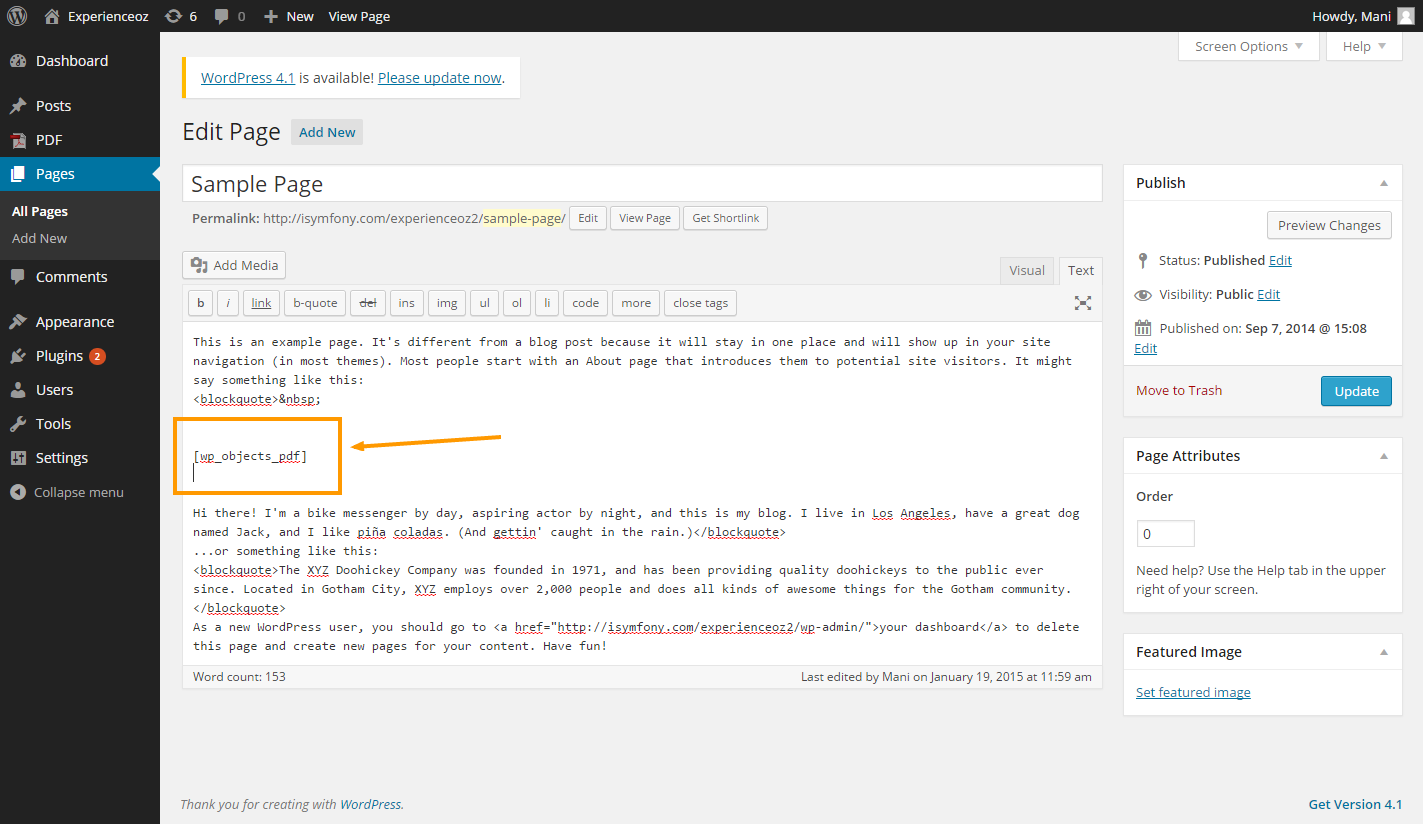 Experienceoz 6 0 New View Page Howdy, Mani
Screen Options Help
Dashboard
Posts
PDF
Pages
All Pages
Add New
Comments
Appearance
Plugins 2
Users
Tools
Settings
Collapse menu
WordPress 4.1 is available! Please update now.
Edit Page Add New
Sample Page
Permalink: http://isymfony.com/experienceoz2/sample-page/ Edit View Page Get Shortlink
Add Media Visual Text
b i link b-quote del ins img ul ol li code more close tags
This is an example page. It's different from a blog post because it will stay in one place and will show up in your site
navigation (in most themes). Most people start with an About page that introduces them to potential site visitors. It might
say something like this:
<blockquote>&nbsp;
[wp_objects_pdf]
Hi there! I'm a bike messenger by day, aspiring actor by night, and this is my blog. I live in Los Angeles, have a great dog
named Jack, and I like piña coladas. (And gettin' caught in the rain.)</blockquote>
...or something like this:
<blockquote>The XYZ Doohickey Company was founded in 1971, and has been providing quality doohickeys to the public ever
since. Located in Gotham City, XYZ employs over 2,000 people and does all kinds of awesome things for the Gotham community.
</blockquote>
As a new WordPress user, you should go to <a href="http://isymfony.com/experienceoz2/wp-admin/">your dashboard</a> to delete
this page and create new pages for your content. Have fun!
Word count: 153 Last edited by Mani on January 19, 2015 at 11:59 am
Publish
Preview Changes
Status: Published Edit
Visibility: Public Edit
Published on: Sep 7, 2014 @ 15:08
Edit
Move to Trash Update
Page Attributes
Order
0
Need help? Use the Help tab in the upper
right of your screen.
Featured Image
Set featured image
Thank you for creating with WordPress. Get Version 4.1